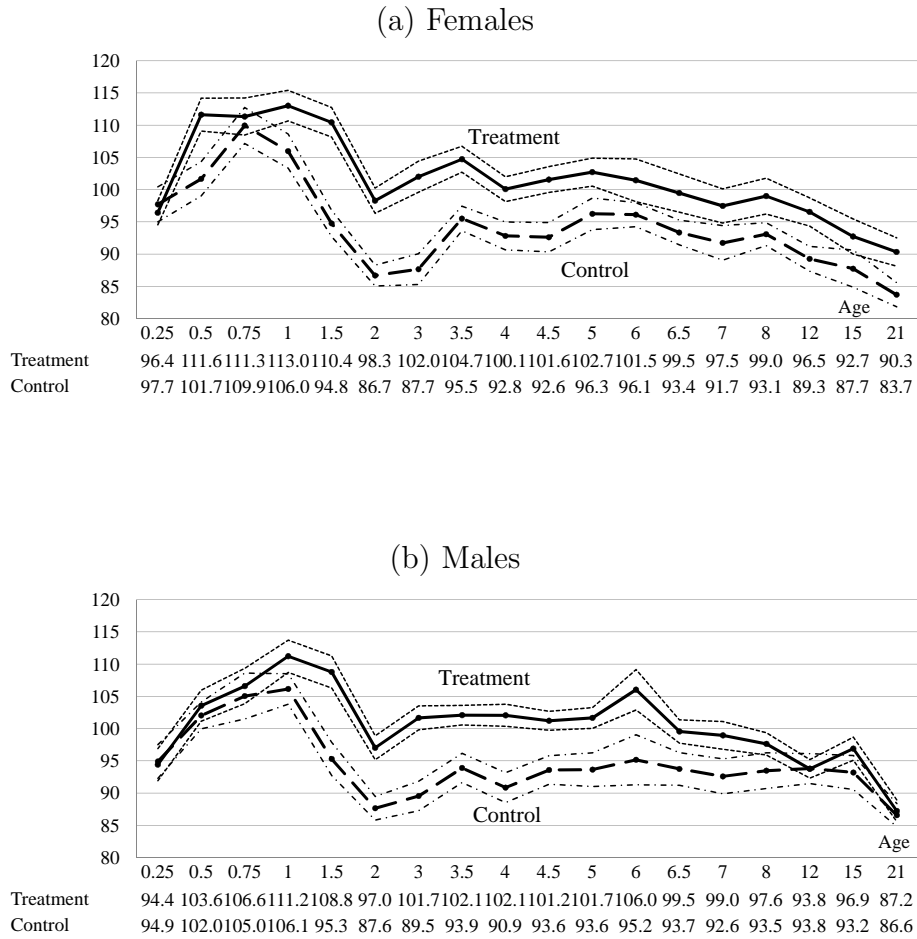 (a) Females
120
115
110
105
100
95
90
85
80
Treatment
Control
Age
0.25 0.5 0.75 1 1.5 2 3 3.5 4 4.5 5 6 6.5 7 8 12 15 21
Treatment 96.4 111.6 111.3 113.0 110.4 98.3 102.0 104.7 100.1 101.6 102.7 101.5 99.5 97.5 99.0 96.5 92.7 90.3
Control 97.7 101.7 109.9 106.0 94.8 86.7 87.7 95.5 92.8 92.6 96.3 96.1 93.4 91.7 93.1 89.3 87.7 83.7
(b) Males
120
115
110
105
100
95
90
85
80
Treatment
Control
Age
0.25 0.5 0.75 1 1.5 2 3 3.5 4 4.5 5 6 6.5 7 8 12 15 21
Treatment 94.4 103.6 106.6 111.2 108.8 97.0 101.7 102.1 102.1 101.2 101.7 106.0 99.5 99.0 97.6 93.8 96.9 87.2
Control 94.9 102.0 105.0 106.1 95.3 87.6 89.5 93.9 90.9 93.6 93.6 95.2 93.7 92.6 93.5 93.8 93.2 86.6